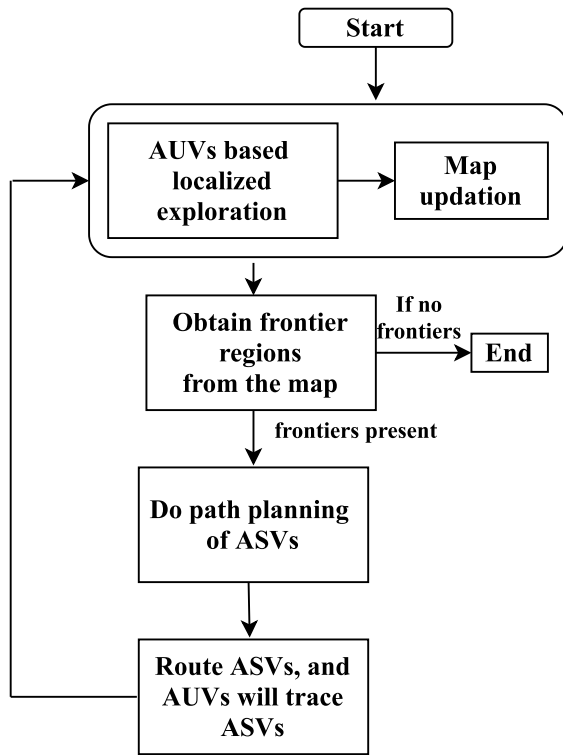 Start
AUVs based
localized
exploration
Map
updation
Obtain frontier
regions
from the map
If no
frontiers
End
frontiers present
Do path planning
of ASVs
Route ASVs, and
AUVs will trace
ASVs